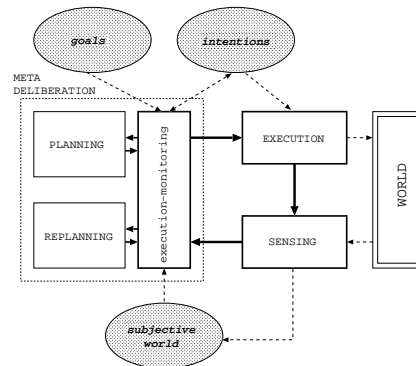 goals
intentions
META
DELIBERATION
PLANNING
execution-monitoring
EXECUTION
WORLD
REPLANNING
SENSING
subjective
world